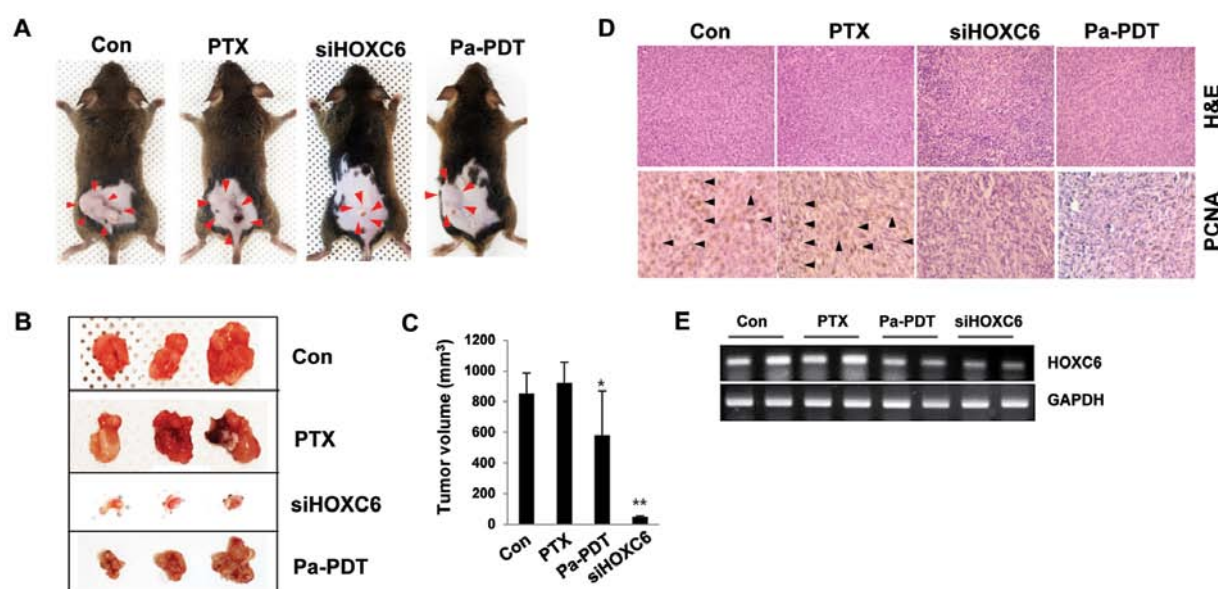 A
Con PTX siHOXC6 Pa-PDT
B
Con
PTX
siHOXC6
Pa-PDT
C
Tumor volume (mm³)
1200
1000
800
600
400
200
0
*
**
Con PTX Pa-PDT siHOXC6
D
Con PTX siHOXC6 Pa-PDT
H&E
PCNA
E
Con PTX Pa-PDT siHOXC6
HOXC6
GAPDH